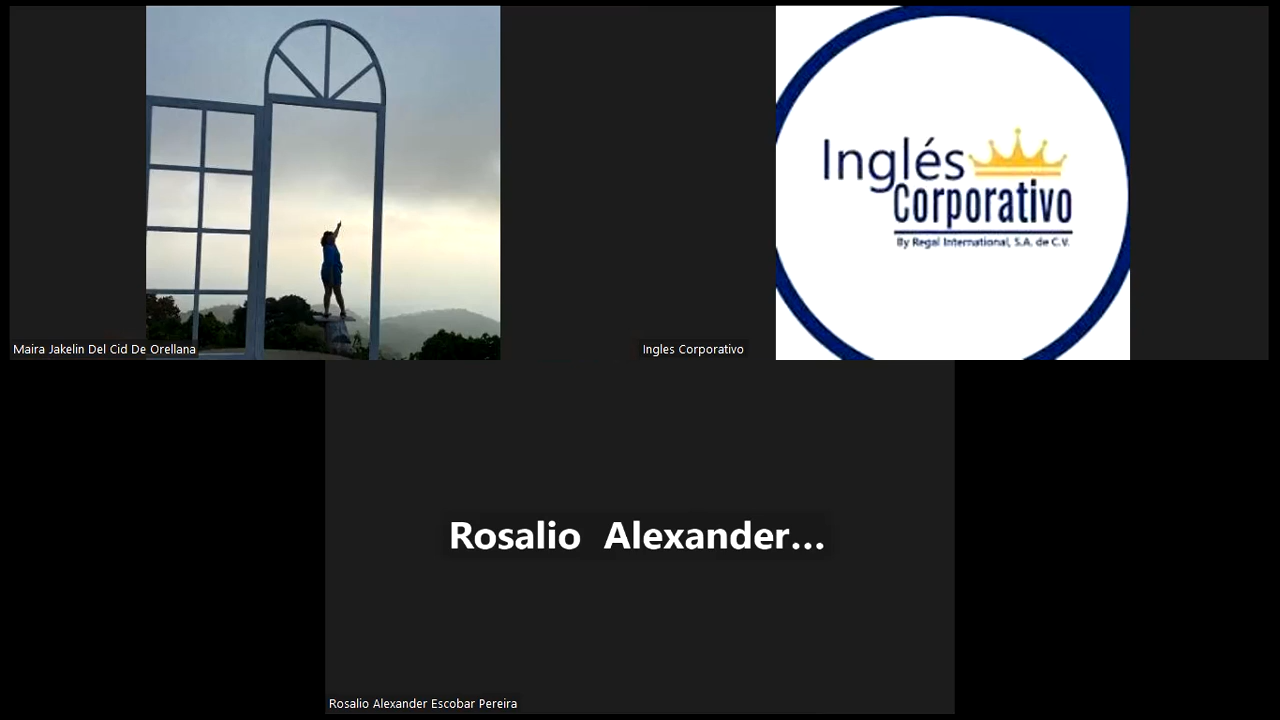 Inglés
Corporativo
By Regal International, S.A. de C.V.
Maira Jakelin Del Cid De Orellana
Ingles Corporativo
Rosalio Alexander...
Rosalio Alexander Escobar Pereira